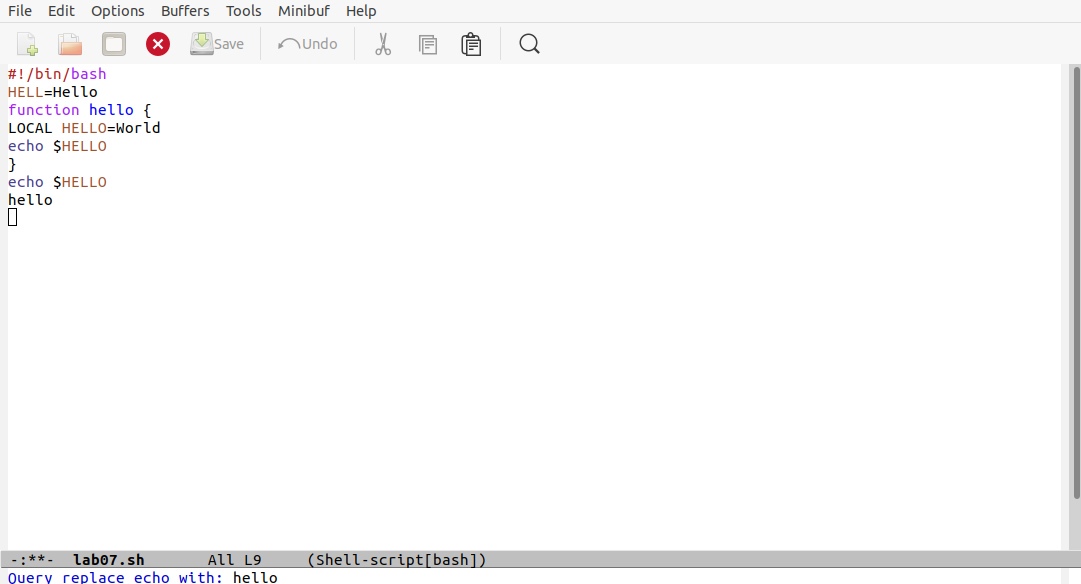 File Edit Options Buffers Tools Minibuf Help
Save Undo
#!/bin/bash
HELL=Hello
function hello {
LOCAL HELLO=World
echo $HELLO
}
echo $HELLO
hello
-:**- lab07.sh All L9 (Shell-script[bash])
Query replace echo with: hello